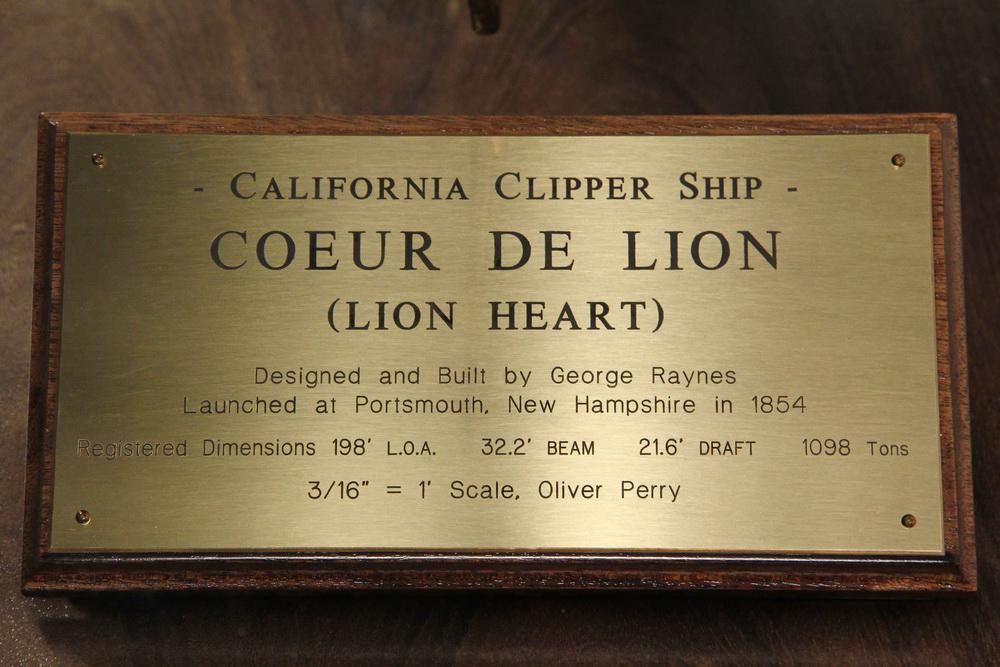 - CALIFORNIA CLIPPER SHIP -
COEUR DE LION
(LION HEART)
Designed and Built by George Raynes
Launched at Portsmouth, New Hampshire in 1854
Registered Dimensions 198' L.O.A. 32.2' BEAM 21.6' DRAFT 1098 Tons
3/16" = 1' Scale, Oliver Perry